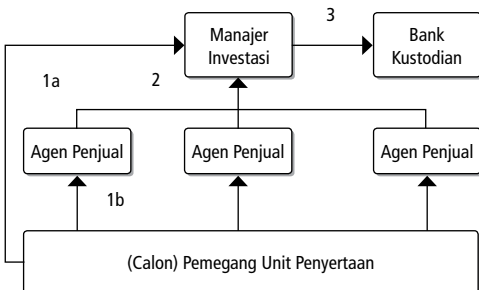 3
Manajer
Investasi
Bank
Kustodian
1a
2
Agen Penjual
Agen Penjual
Agen Penjual
1b
(Calon) Pemegang Unit Penyertaan